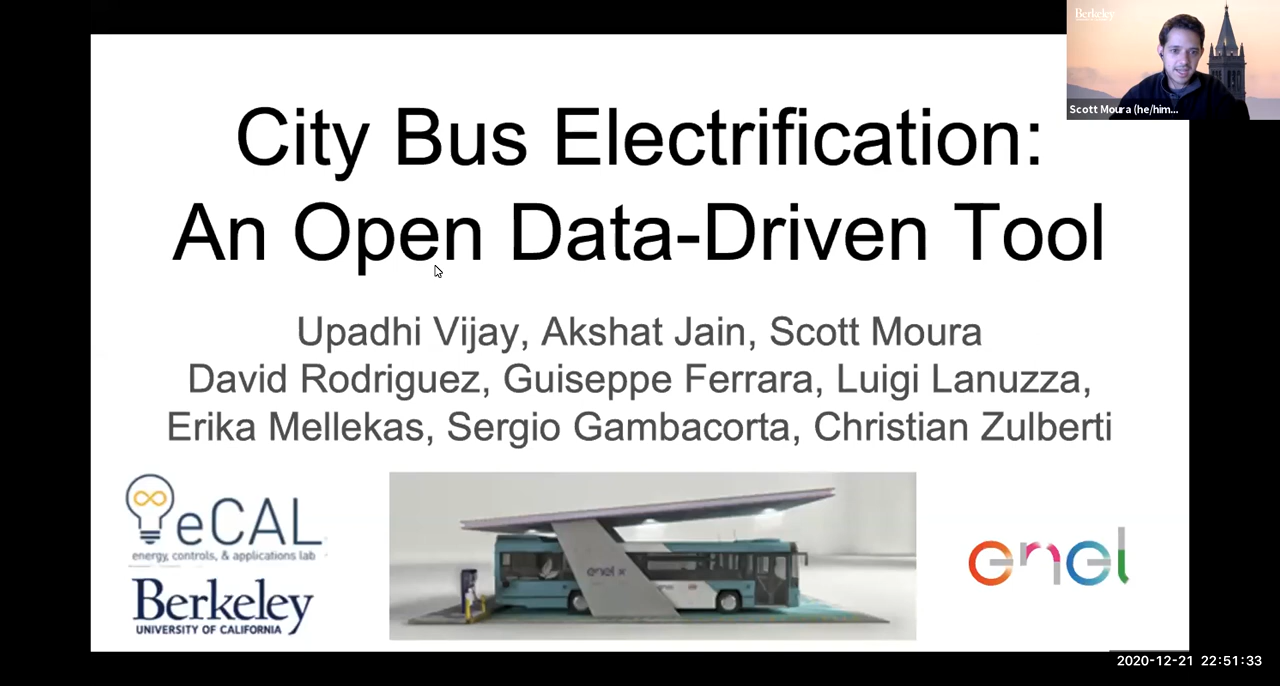 City Bus Electrification:
An Open Data-Driven Tool
Upadhi Vijay, Akshat Jain, Scott Moura
David Rodriguez, Guiseppe Ferrara, Luigi Lanuzza,
Erika Mellekas, Sergio Gambacorta, Christian Zulberti
eCAL
energy, controls, & applications lab
Berkeley
UNIVERSITY OF CALIFORNIA
enel x
enel
Berkeley
Scott Moura (he/him...
2020-12-21 22:51:33